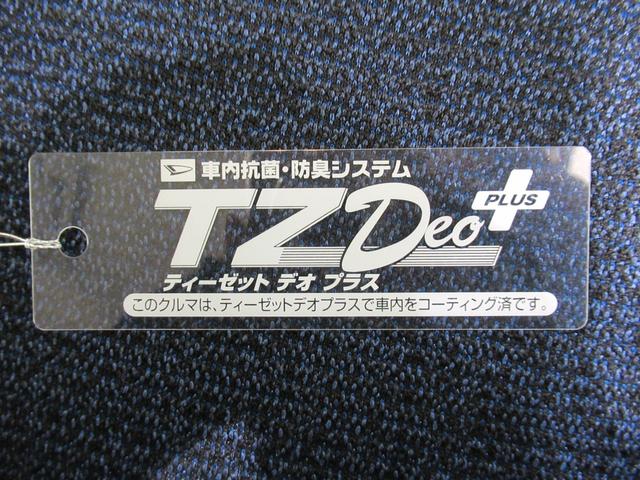 車内抗菌・防臭システム
TZ Deo PLUS
ティーゼット デオ プラス
このクルマは、ティーゼットデオプラスで車内をコーティング済です。